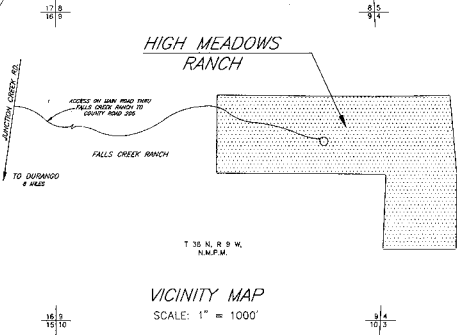 17 8
16 9
8 5
9 4
HIGH MEADOWS
RANCH
JUNCTION CREEK RD.
ACCESS ON MAIN ROAD THRU
FALLS CREEK RANCH TO
COUNTY ROAD 205
FALLS CREEK RANCH
TO DURANGO
6 MILES
T 36 N, R 9 W,
N.M.P.M.
VICINITY MAP
SCALE: 1" = 1000'
16 9
15 10
9 4
10 3